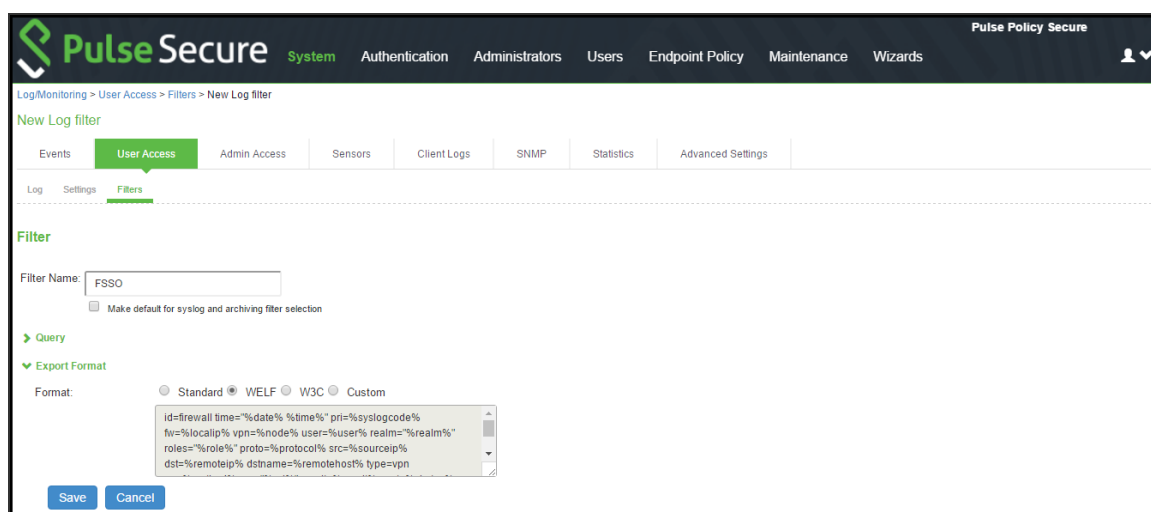 Pulse Policy Secure
Pulse Secure System Authentication Administrators Users Endpoint Policy Maintenance Wizards
Log/Monitoring > User Access > Filters > New Log filter
New Log filter
Events User Access Admin Access Sensors Client Logs SNMP Statistics Advanced Settings
Log Settings Filters
Filter
Filter Name: FSSO
Make default for syslog and archiving filter selection
Query
Export Format
Format: Standard WELF W3C Custom
id=firewall time="%date% %time%" pri=%syslogcode%
fw=%localip% vpn=%node% user=%user% realm="%realm%"
roles="%role%" proto=%protocol% src=%sourceip%
dst=%remoteip% dstname=%remotehost% type=vpn
Save Cancel